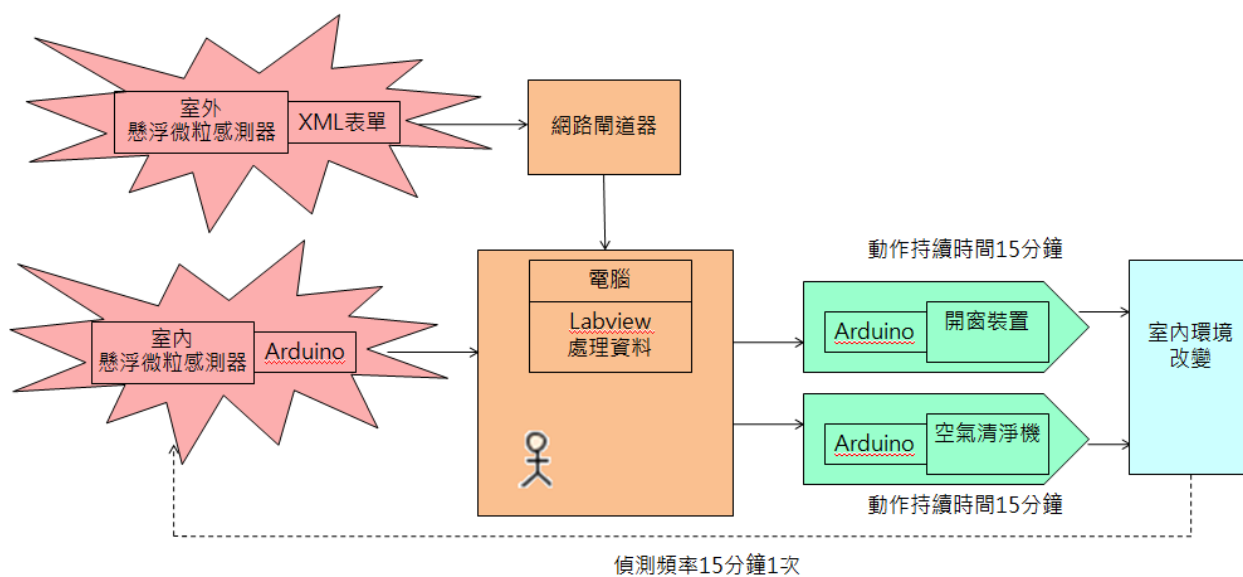 室外
懸浮微粒感測器
XML表單
網路閘道器
動作持續時間15分鐘
電腦
Labview
處理資料
室內
懸浮微粒感測器
Arduino
Arduino
開窗裝置
室內環境
改變
Arduino
空氣清淨機
動作持續時間15分鐘
偵測頻率15分鐘1次